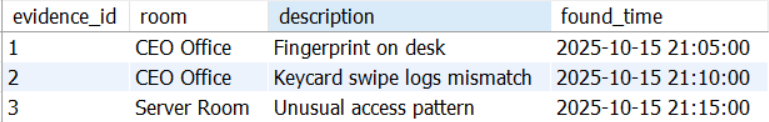 evidence_id room description found_time
1 CEO Office Fingerprint on desk 2025-10-15 21:05:00
2 CEO Office Keycard swipe logs mismatch 2025-10-15 21:10:00
3 Server Room Unusual access pattern 2025-10-15 21:15:00